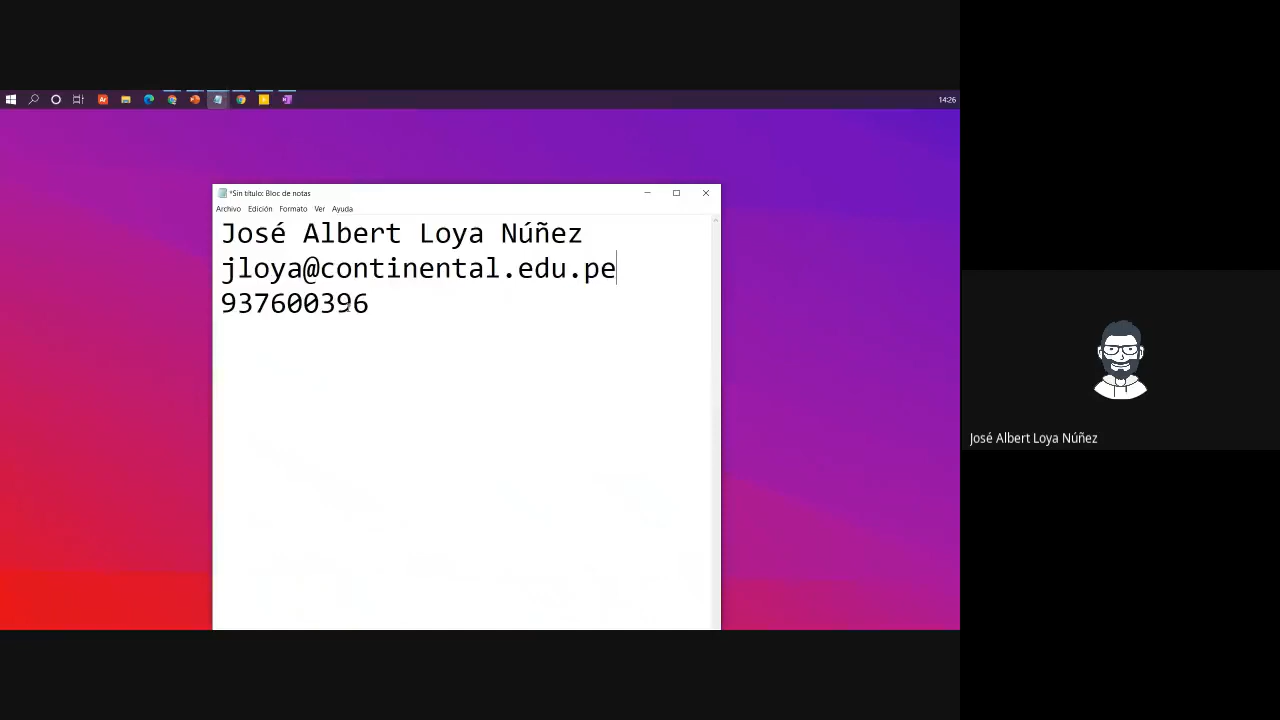 14:26
*Sin título: Bloc de notas
Archivo Edición Formato Ver Ayuda
José Albert Loya Núñez
jloya@continental.edu.pe
937600396
José Albert Loya Núñez